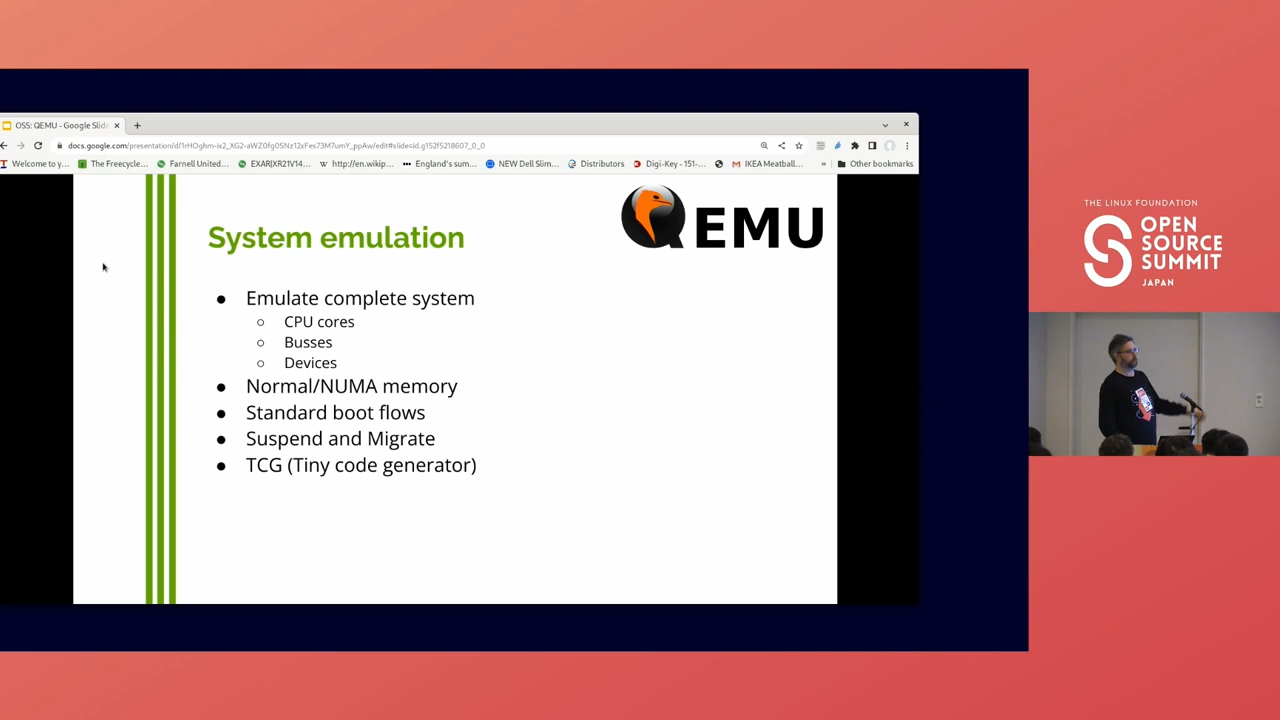 OSS: QEMU - Google Slide
docs.google.com/presentation/d/1rHOghm-ix2_XG2-aWZ0fg0SNz12xFes73M7umY_ppAw/edit#slide=id.g152f5218607_0_0
Welcome to y... The Freecycle... Farnell United... EXAR|XR21V14... http://en.wikip... England's sum... NEW Dell Slim... Distributors Digi-Key - 151-... IKEA Meatball... » Other bookmarks
QEMU
System emulation
● Emulate complete system
○ CPU cores
○ Busses
○ Devices
● Normal/NUMA memory
● Standard boot flows
● Suspend and Migrate
● TCG (Tiny code generator)
THE LINUX FOUNDATION
OPEN
SOURCE
SUMMIT
JAPAN